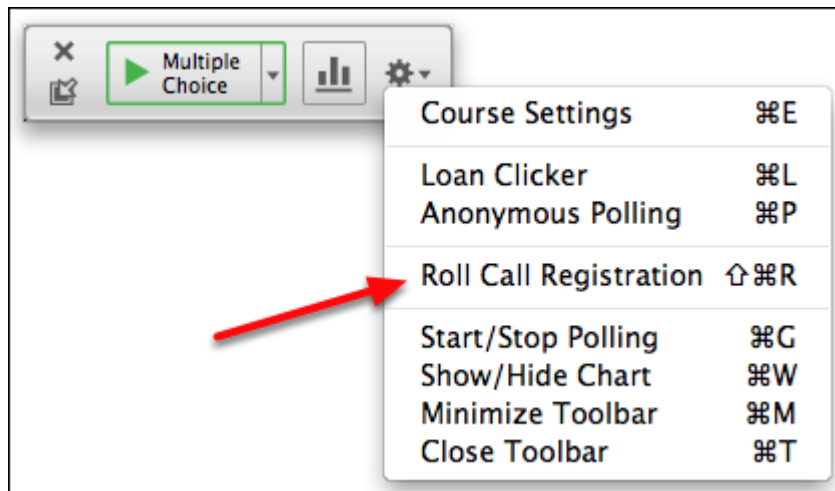 Multiple
Choice
Course Settings ⌘E
Loan Clicker ⌘L
Anonymous Polling ⌘P
Roll Call Registration ⇧⌘R
Start/Stop Polling ⌘G
Show/Hide Chart ⌘W
Minimize Toolbar ⌘M
Close Toolbar ⌘T